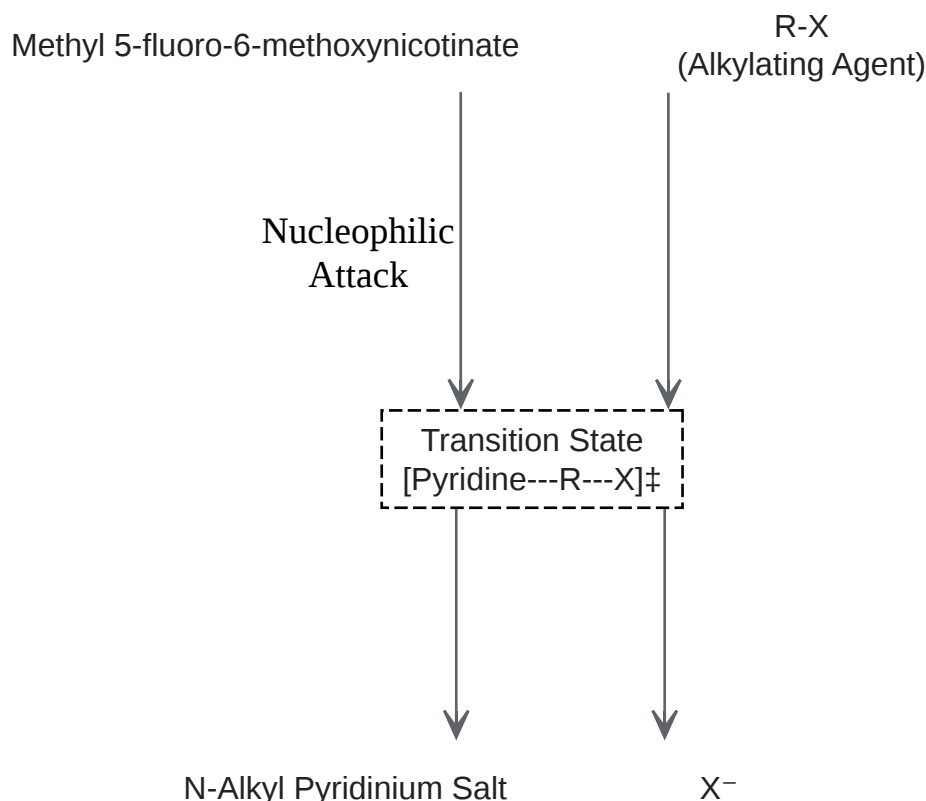 Methyl 5-fluoro-6-methoxynicotinate
R-X
(Alkylating Agent)
Nucleophilic
Attack
Transition State
[Pyridine---R---X]‡
N-Alkyl Pyridinium Salt
X⁻